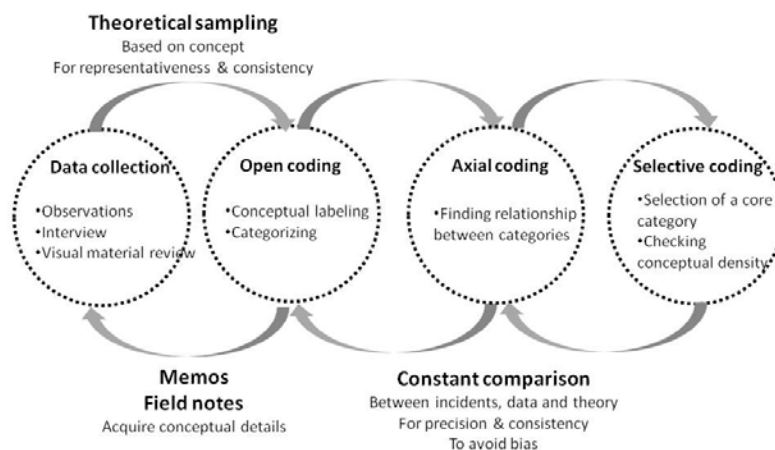 Theoretical sampling
Based on concept
For representativeness & consistency
Data collection
•Observations
•Interview
•Visual material review
Open coding
•Conceptual labeling
•Categorizing
Axial coding
•Finding relationship
between categories
Selective coding
•Selection of a core
category
•Checking
conceptual density
Memos
Field notes
Acquire conceptual details
Constant comparison
Between incidents, data and theory
For precision & consistency
To avoid bias